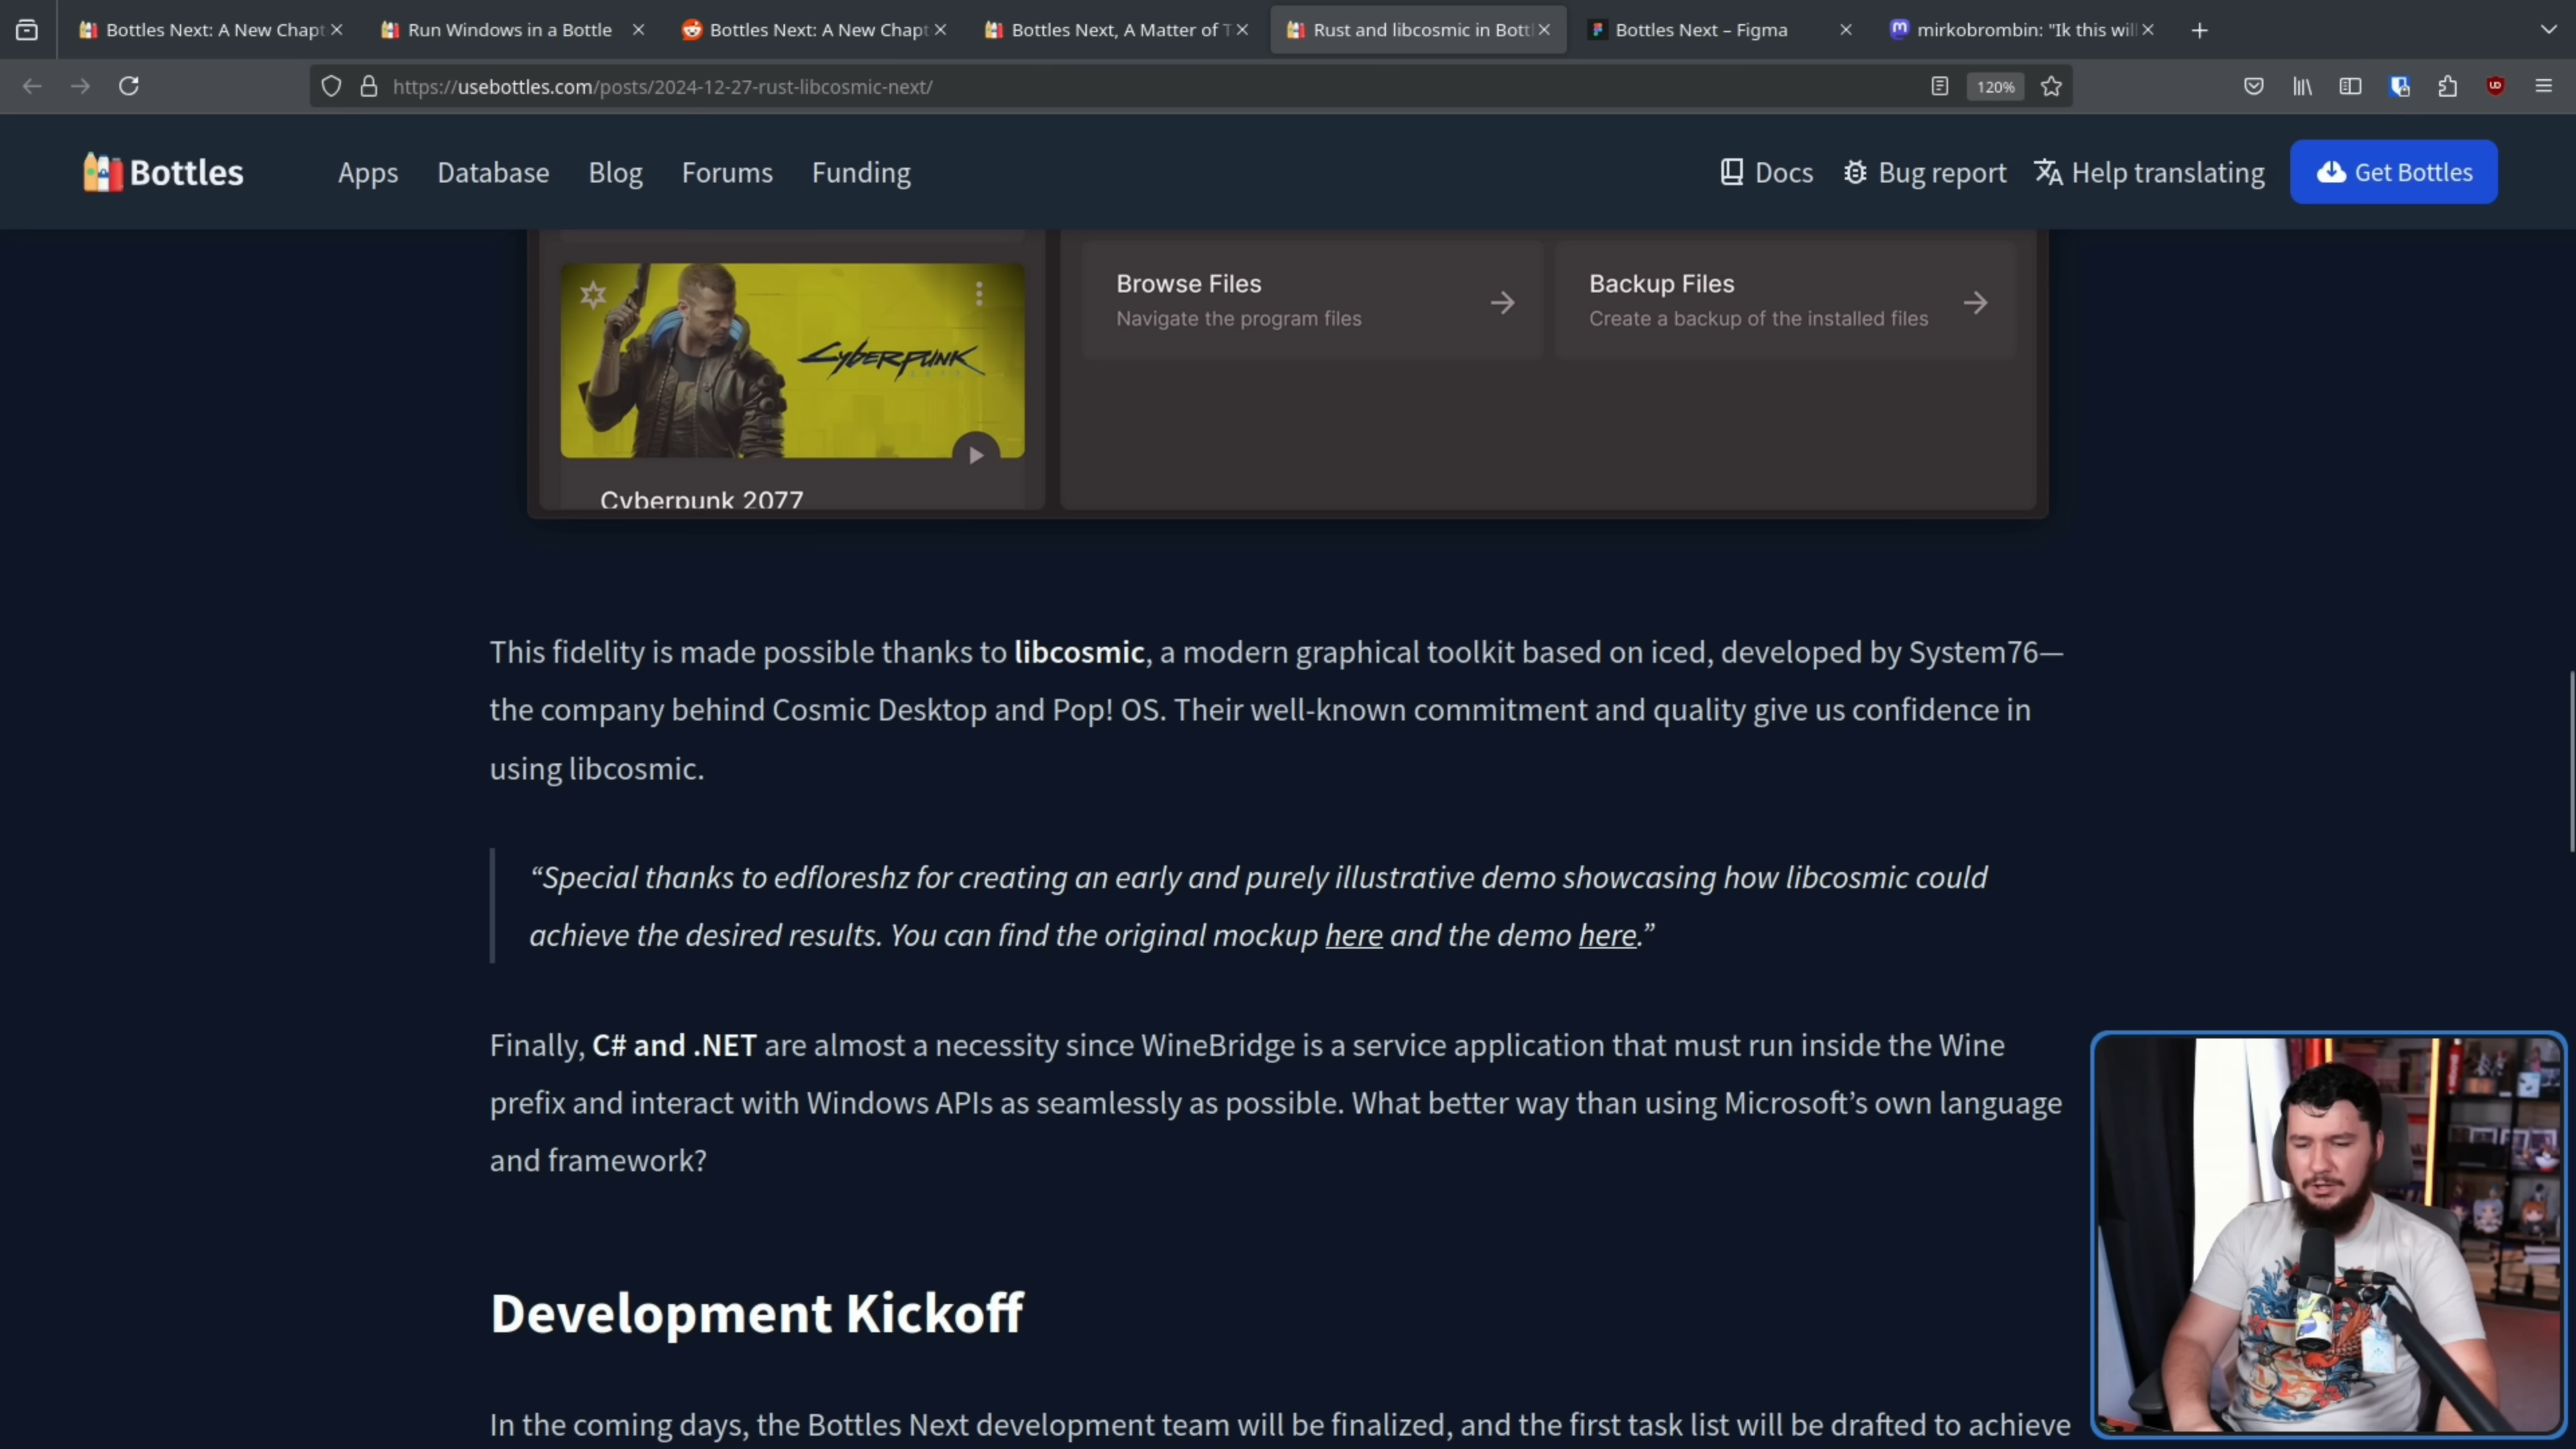 Bottles Next: A New Chapt
Run Windows in a Bottle
Bottles Next: A New Chapt
Bottles Next, A Matter of T
Rust and libcosmic in Bottl
Bottles Next – Figma
mirkobrombin: "Ik this will
https://usebottles.com/posts/2024-12-27-rust-libcosmic-next/
120%
Bottles
Apps
Database
Blog
Forums
Funding
Docs
Bug report
Help translating
Get Bottles
Browse Files
Navigate the program files
Backup Files
Create a backup of the installed files
CYBERPUNK
Cyberpunk 2077
This fidelity is made possible thanks to libcosmic, a modern graphical toolkit based on iced, developed by System76—
the company behind Cosmic Desktop and Pop! OS. Their well-known commitment and quality give us confidence in
using libcosmic.
“Special thanks to edfloreshz for creating an early and purely illustrative demo showcasing how libcosmic could
achieve the desired results. You can find the original mockup here and the demo here.”
Finally, C# and .NET are almost a necessity since WineBridge is a service application that must run inside the Wine
prefix and interact with Windows APIs as seamlessly as possible. What better way than using Microsoft’s own language
and framework?
Development Kickoff
In the coming days, the Bottles Next development team will be finalized, and the first task list will be drafted to achieve